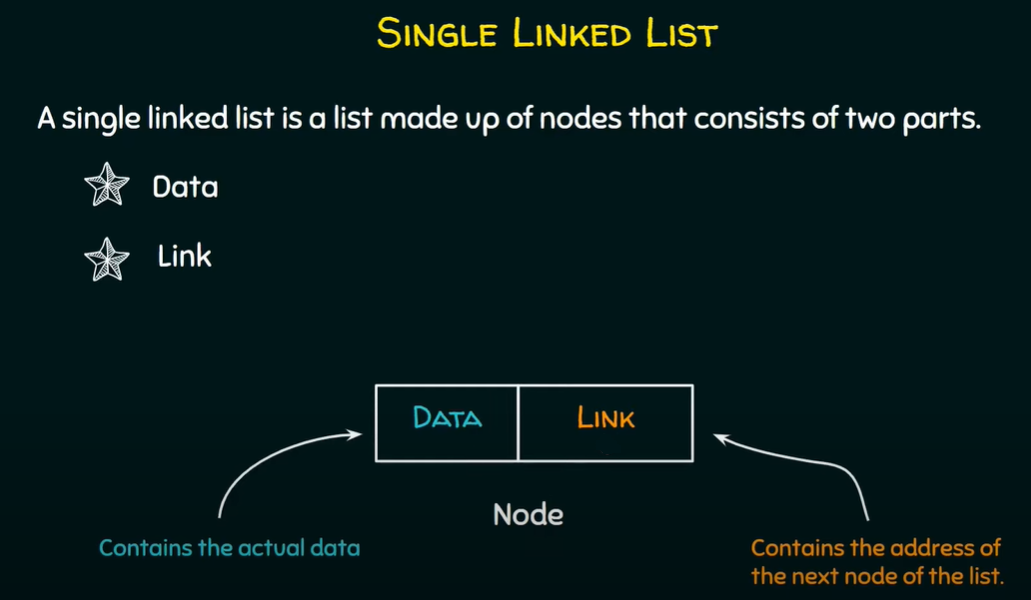 SINGLE LINKED LIST
A single linked list is a list made up of nodes that consists of two parts.
Data
Link
DATA
LINK
Node
Contains the actual data
Contains the address of
the next node of the list.